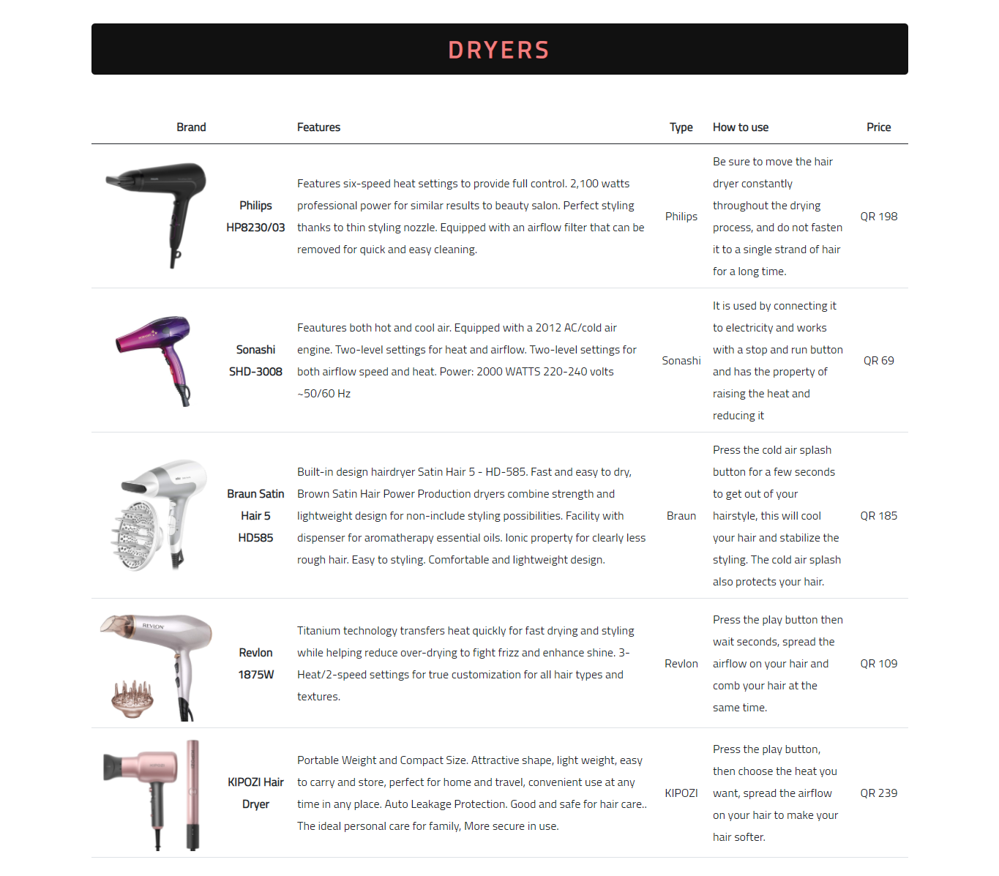 DRYERS
Brand Features Type How to use Price
Philips
HP8230/03
Features six-speed heat settings to provide full control. 2,100 watts
professional power for similar results to beauty salon. Perfect styling
thanks to thin styling nozzle. Equipped with an airflow filter that can be
removed for quick and easy cleaning.
Philips
Be sure to move the hair
dryer constantly
throughout the drying
process, and do not fasten
it to a single strand of hair
for a long time.
QR 198
Sonashi
SHD-3008
Feautures both hot and cool air. Equipped with a 2012 AC/cold air
engine. Two-level settings for heat and airflow. Two-level settings for
both airflow speed and heat. Power: 2000 WATTS 220-240 volts
~50/60 Hz
Sonashi
It is used by connecting it
to electricity and works
with a stop and run button
and has the property of
raising the heat and
reducing it
QR 69
Braun Satin
Hair 5
HD585
Built-in design hairdryer Satin Hair 5 - HD-585. Fast and easy to dry,
Brown Satin Hair Power Production dryers combine strength and
lightweight design for non-include styling possibilities. Facility with
dispenser for aromatherapy essential oils. Ionic property for clearly less
rough hair. Easy to styling. Comfortable and lightweight design.
Braun
Press the cold air splash
button for a few seconds
to get out of your
hairstyle, this will cool
your hair and stabilize the
styling. The cold air splash
also protects your hair.
QR 185
REVLON
Revlon
1875W
Titanium technology transfers heat quickly for fast drying and styling
while helping reduce over-drying to fight frizz and enhance shine. 3-
Heat/2-speed settings for true customization for all hair types and
textures.
Revlon
Press the play button then
wait seconds, spread the
airflow on your hair and
comb your hair at the
same time.
QR 109
KIPOZI
KIPOZI Hair
Dryer
Portable Weight and Compact Size. Attractive shape, light weight, easy
to carry and store, perfect for home and travel, convenient use at any
time in any place. Auto Leakage Protection. Good and safe for hair care..
The ideal personal care for family, More secure in use.
KIPOZI
Press the play button,
then choose the heat you
want, spread the airflow
on your hair to make your
hair softer.
QR 239